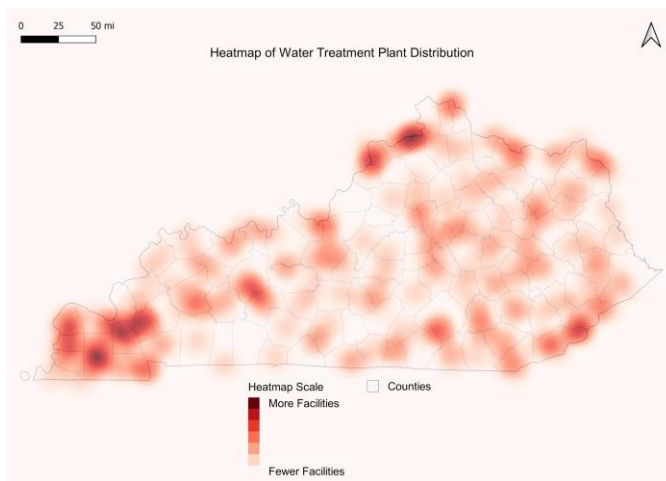 0 25 50 mi
Heatmap of Water Treatment Plant Distribution
Heatmap Scale
Counties
More Facilities
Fewer Facilities